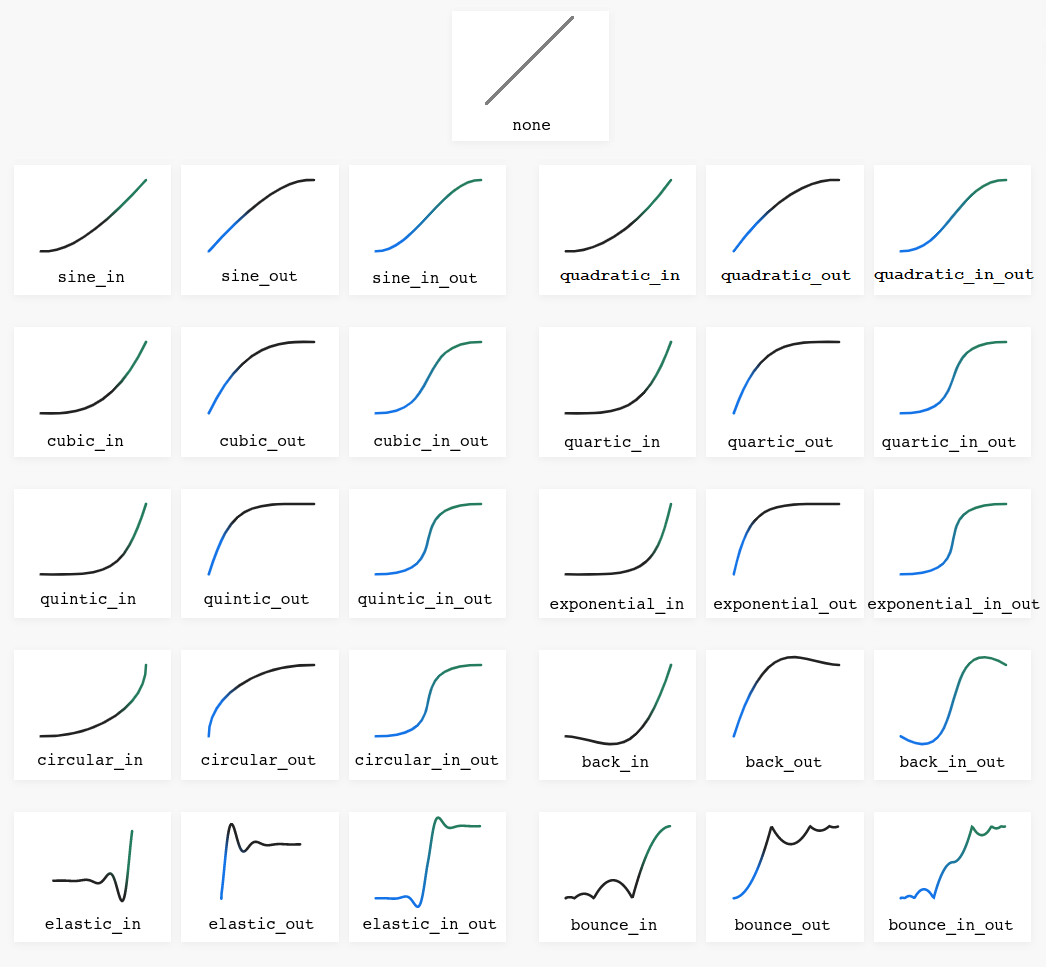 none
sine_in
sine_out
sine_in_out
quadratic_in
quadratic_out
quadratic_in_out
cubic_in
cubic_out
cubic_in_out
quartic_in
quartic_out
quartic_in_out
quintic_in
quintic_out
quintic_in_out
exponential_in
exponential_out
exponential_in_out
circular_in
circular_out
circular_in_out
back_in
back_out
back_in_out
elastic_in
elastic_out
elastic_in_out
bounce_in
bounce_out
bounce_in_out